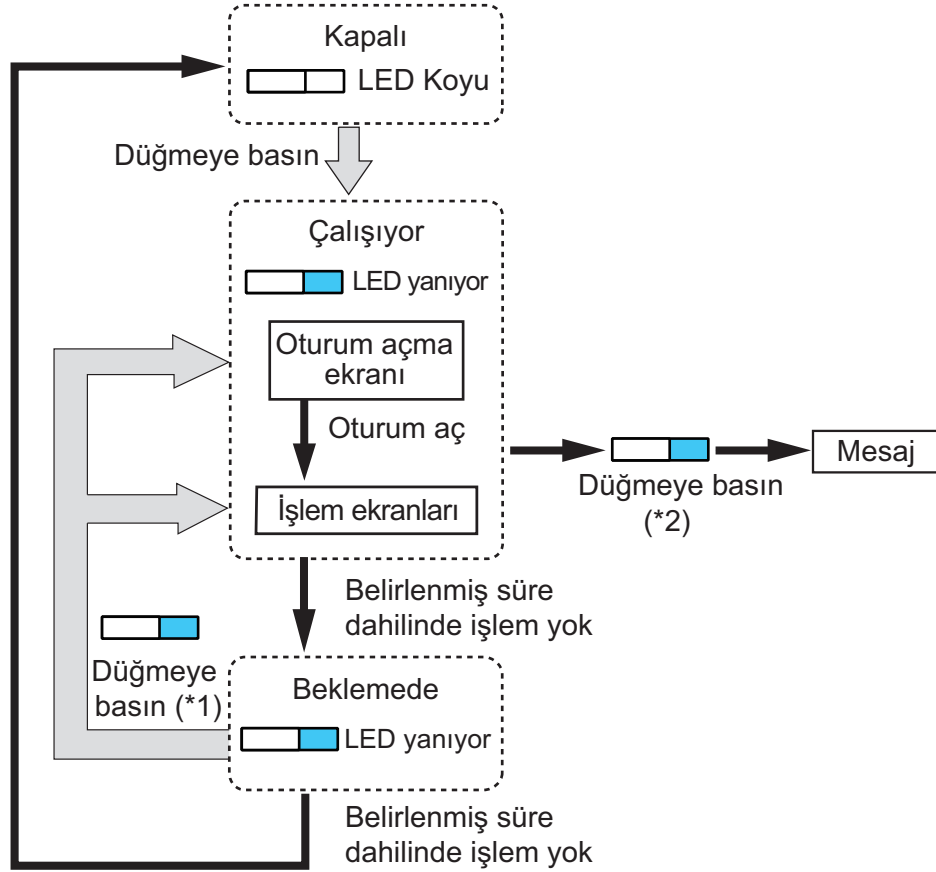 Kapalı
LED Koyu
Düğmeye basın
Çalışıyor
LED yanıyor
Oturum açma
ekranı
Oturum aç
İşlem ekranları
Düğmeye basın
(*2)
Mesaj
Belirlenmiş süre
dahilinde işlem yok
Düğmeye
basın (*1)
Beklemede
LED yanıyor
Belirlenmiş süre
dahilinde işlem yok